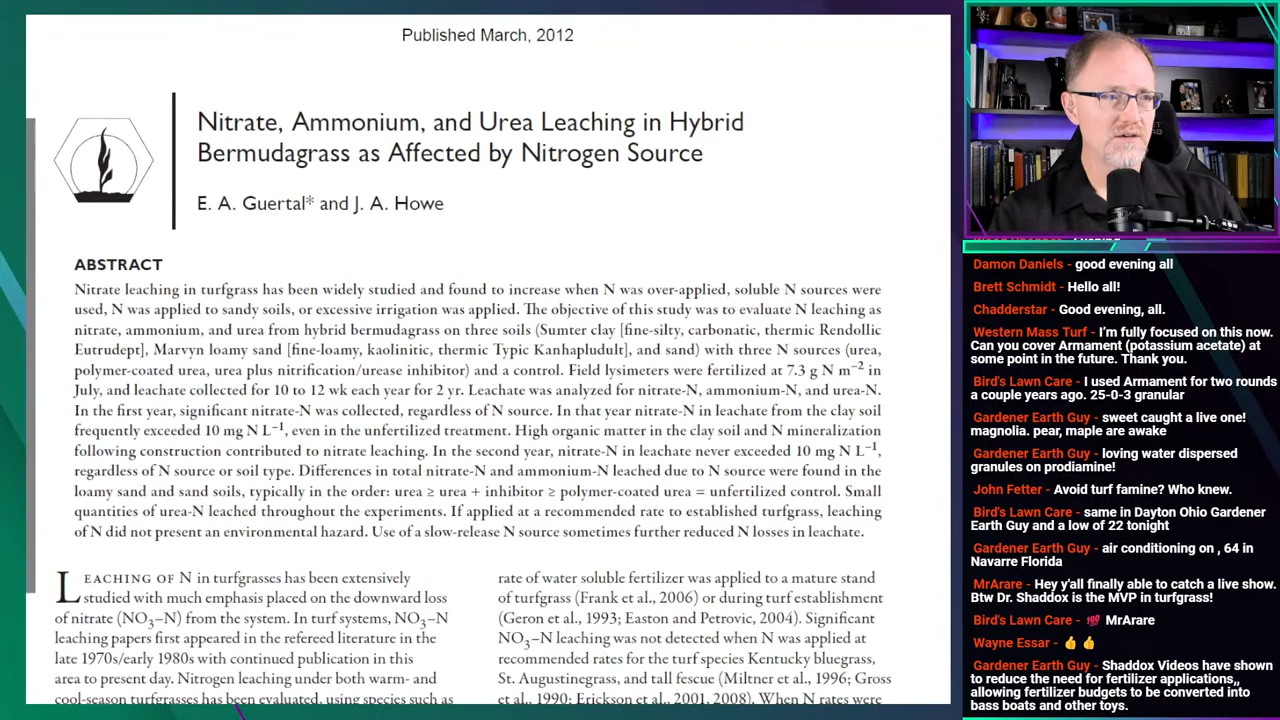 Published March, 2012
Nitrate, Ammonium, and Urea Leaching in Hybrid
Bermudagrass as Affected by Nitrogen Source
E. A. Guertal* and J. A. Howe
ABSTRACT
Nitrate leaching in turfgrass has been widely studied and found to increase when N was over-applied, soluble N sources were
used, N was applied to sandy soils, or excessive irrigation was applied. The objective of this study was to evaluate N leaching as
nitrate, ammonium, and urea from hybrid bermudagrass on three soils (Sumter clay [fine-silty, carbonatic, thermic Rendollic
Eutrudept], Marvyn loamy sand [fine-loamy, kaolinitic, thermic Typic Kanhapludult], and sand) with three N sources (urea,
polymer-coated urea, urea plus nitrification/urease inhibitor) and a control. Field lysimeters were fertilized at 7.3 g N m⁻² in
July, and leachate collected for 10 to 12 wk each year for 2 yr. Leachate was analyzed for nitrate-N, ammonium-N, and urea-N.
In the first year, significant nitrate-N was collected, regardless of N source. In that year nitrate-N in leachate from the clay soil
frequently exceeded 10 mg N L⁻¹, even in the unfertilized treatment. High organic matter in the clay soil and N mineralization
following construction contributed to nitrate leaching. In the second year, nitrate-N in leachate never exceeded 10 mg N L⁻¹,
regardless of N source or soil type. Differences in total nitrate-N and ammonium-N leached due to N source were found in the
loamy sand and sand soils, typically in the order: urea ≥ urea + inhibitor ≥ polymer-coated urea = unfertilized control. Small
quantities of urea-N leached throughout the experiments. If applied at a recommended rate to established turfgrass, leaching
of N did not present an environmental hazard. Use of a slow-release N source sometimes further reduced N losses in leachate.
LEACHING OF N in turfgrasses has been extensively
studied with much emphasis placed on the downward loss
of nitrate (NO₃–N) from the system. In turf systems, NO₃–N
leaching papers first appeared in the refereed literature in the
late 1970s/early 1980s with continued publication in this
area to present day. Nitrogen leaching under both warm- and
cool-season turfgrasses has been evaluated, using species such as
rate of water soluble fertilizer was applied to a mature stand
of turfgrass (Frank et al., 2006) or during turf establishment
(Geron et al., 1993; Easton and Petrovic, 2004). Significant
NO₃–N leaching was not detected when N was applied at
recommended rates for the turf species Kentucky bluegrass,
St. Augustinegrass, and tall fescue (Miltner et al., 1996; Gross
et al., 1990; Erickson et al., 2001, 2008). When N rates were
Damon Daniels - good evening all
Brett Schmidt - Hello all!
Chadderstar - Good evening, all.
Western Mass Turf - I'm fully focused on this now.
Can you cover Armament (potassium acetate) at
some point in the future. Thank you.
Bird's Lawn Care - I used Armament for two rounds
a couple years ago. 25-0-3 granular
Gardener Earth Guy - sweet caught a live one!
magnolia. pear, maple are awake
Gardener Earth Guy - loving water dispersed
granules on prodiamine!
John Fetter - Avoid turf famine? Who knew.
Bird's Lawn Care - same in Dayton Ohio Gardener
Earth Guy and a low of 22 tonight
Gardener Earth Guy - air conditioning on , 64 in
Navarre Florida
MrArare - Hey y'all finally able to catch a live show.
Btw Dr. Shaddox is the MVP in turfgrass!
Bird's Lawn Care - 💯 MrArare
Wayne Essar - 👍 👍
Gardener Earth Guy - Shaddox Videos have shown
to reduce the need for fertilizer applications,,
allowing fertilizer budgets to be converted into
bass boats and other toys.